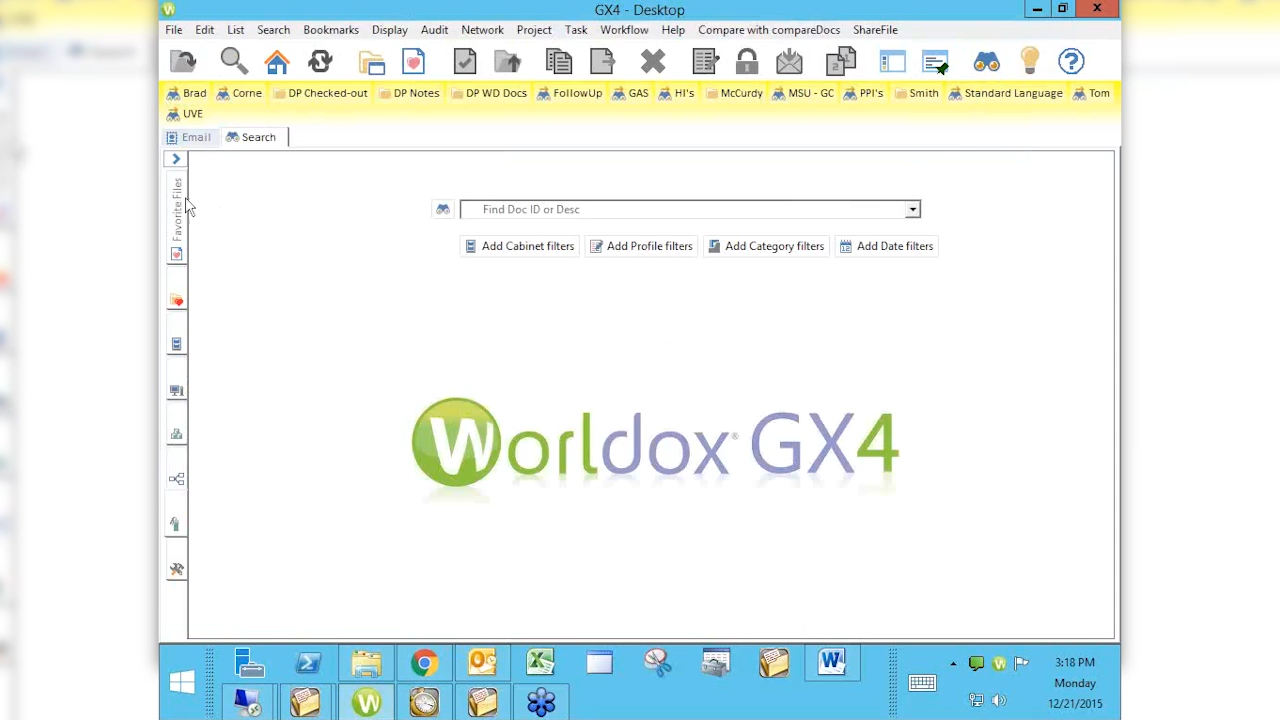 GX4 - Desktop
File Edit List Search Bookmarks Display Audit Network Project Task Workflow Help Compare with compareDocs ShareFile
Brad Corne DP Checked-out DP Notes DP WD Docs FollowUp GAS HI's McCurdy MSU - GC PPI's Smith Standard Language Tom
UVE
Email Search
Favorite Files
Find Doc ID or Desc
Add Cabinet filters Add Profile filters Add Category filters Add Date filters
Worldox® GX4
3:18 PM
Monday
12/21/2015